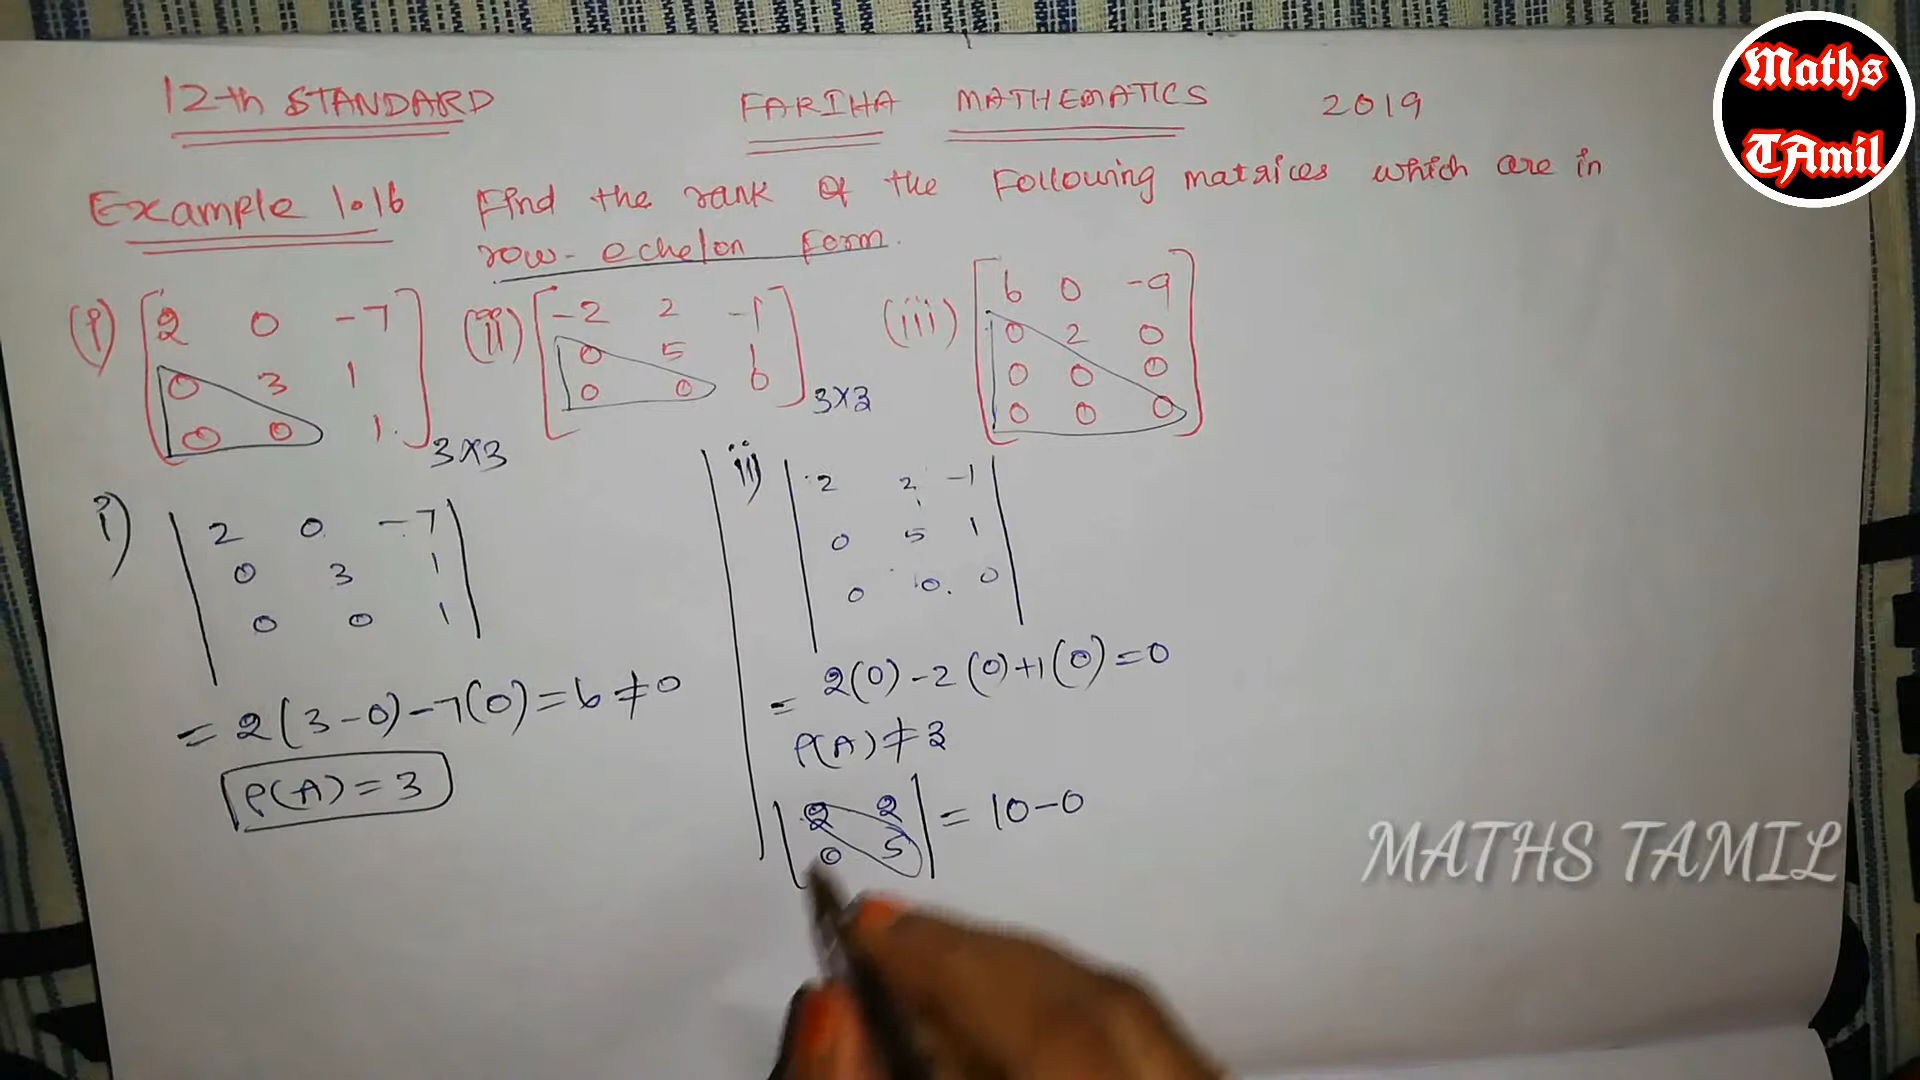 Maths
TAmil
12th STANDARD FARIHA MATHEMATICS 2019
Example 1.16 Find the rank of the Following matrices which are in
row-echelon form.
(i) [2 0 -7
0 3 1
0 0 1]3×3
(ii) [-2 2 -1
0 5 1
0 0 6]3×3
(iii) [6 0 -9
0 2 0
0 0 0
0 0 0]
i) |2 0 -7|
0 3 1
0 0 1
= 2(3-0)-7(0)=6≠0
ρ(A)=3
ii) |2 2 -1|
0 5 1
0 0 0
= 2(0)-2(0)+1(0)=0
ρ(A)≠3
|2 2
0 5| = 10-0
MATHS TAMIL